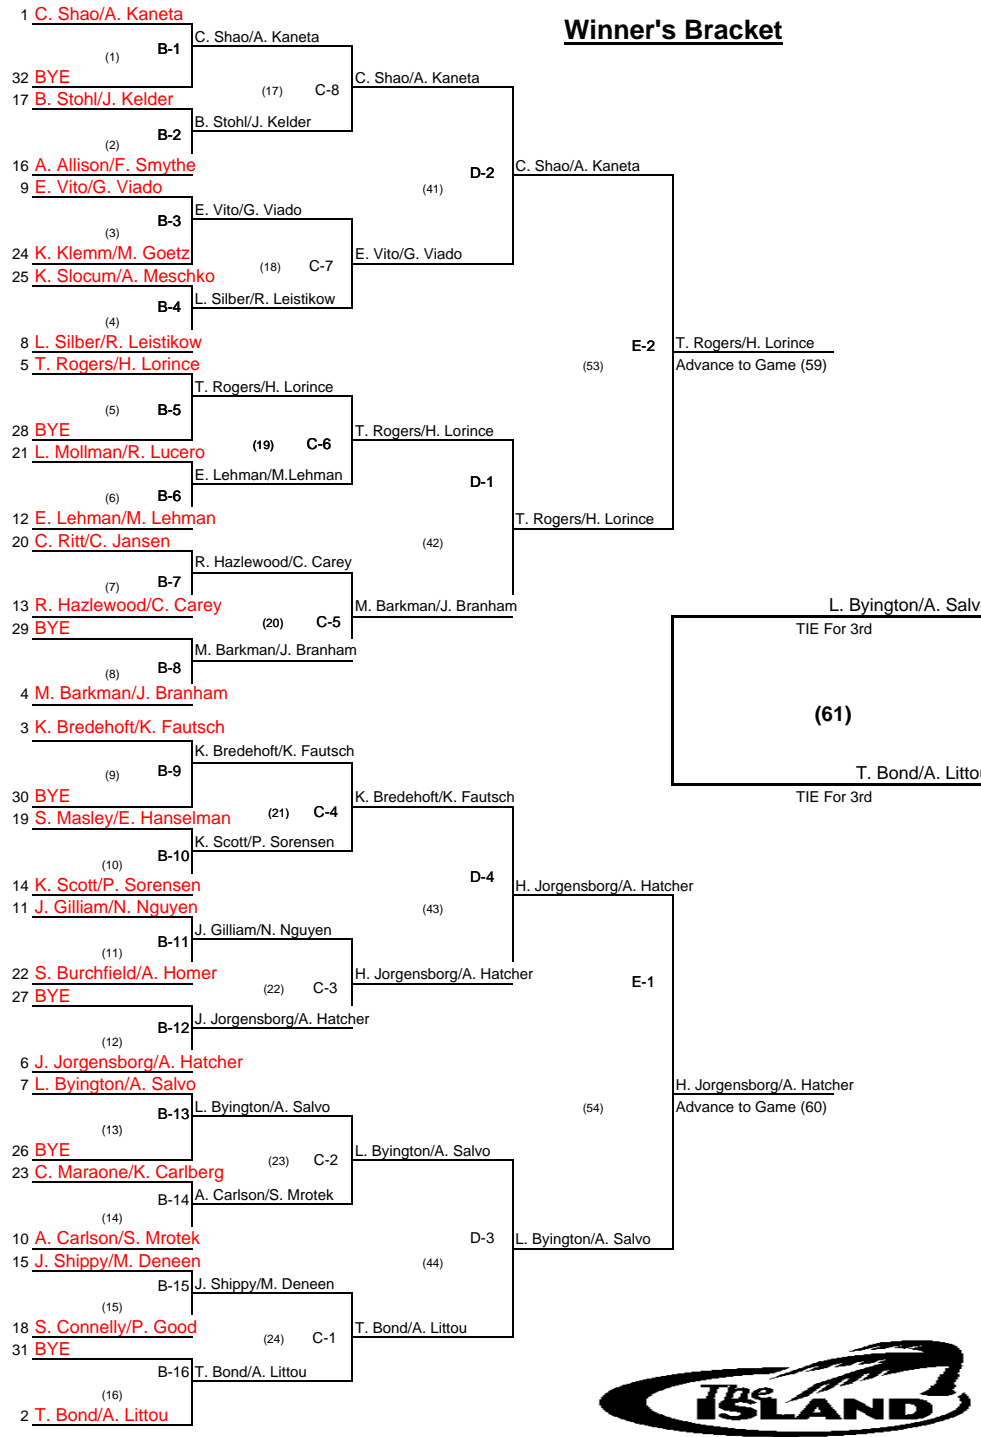 Winner's Bracket
1 C. Shao/A. Kaneta
C. Shao/A. Kaneta
B-1
(1)
32 BYE
C. Shao/A. Kaneta
(17) C-8
17 B. Stohl/J. Kelder
B. Stohl/J. Kelder
B-2
(2)
16 A. Allison/F. Smythe
D-2
C. Shao/A. Kaneta
(41)
9 E. Vito/G. Viado
E. Vito/G. Viado
B-3
(3)
24 K. Klemm/M. Goetz
E. Vito/G. Viado
(18) C-7
25 K. Slocum/A. Meschko
L. Silber/R. Leistikow
B-4
(4)
8 L. Silber/R. Leistikow
E-2
T. Rogers/H. Lorince
(53)
Advance to Game (59)
5 T. Rogers/H. Lorince
T. Rogers/H. Lorince
B-5
(5)
28 BYE
T. Rogers/H. Lorince
(19) C-6
21 L. Mollman/R. Lucero
E. Lehman/M.Lehman
D-1
B-6
(6)
12 E. Lehman/M. Lehman
T. Rogers/H. Lorince
(42)
20 C. Ritt/C. Jansen
R. Hazlewood/C. Carey
B-7
(7)
13 R. Hazlewood/C. Carey
M. Barkman/J. Branham
(20) C-5
29 BYE
M. Barkman/J. Branham
B-8
(8)
4 M. Barkman/J. Branham
L. Byington/A. Salv
TIE For 3rd
(61)
T. Bond/A. Littou
TIE For 3rd
3 K. Bredehoft/K. Fautsch
K. Bredehoft/K. Fautsch
B-9
(9)
30 BYE
K. Bredehoft/K. Fautsch
(21) C-4
19 S. Masley/E. Hanselman
K. Scott/P. Sorensen
B-10
(10)
14 K. Scott/P. Sorensen
D-4
H. Jorgensborg/A. Hatcher
(43)
11 J. Gilliam/N. Nguyen
J. Gilliam/N. Nguyen
B-11
(11)
22 S. Burchfield/A. Homer
H. Jorgensborg/A. Hatcher
(22) C-3
E-1
27 BYE
J. Jorgensborg/A. Hatcher
B-12
(12)
6 J. Jorgensborg/A. Hatcher
7 L. Byington/A. Salvo
H. Jorgensborg/A. Hatcher
(54)
Advance to Game (60)
L. Byington/A. Salvo
B-13
(13)
26 BYE
L. Byington/A. Salvo
(23) C-2
23 C. Maraone/K. Carlberg
A. Carlson/S. Mrotek
B-14
(14)
10 A. Carlson/S. Mrotek
D-3
L. Byington/A. Salvo
(44)
15 J. Shippy/M. Deneen
J. Shippy/M. Deneen
B-15
(15)
18 S. Connelly/P. Good
T. Bond/A. Littou
(24) C-1
31 BYE
T. Bond/A. Littou
B-16
(16)
2 T. Bond/A. Littou
The
ISLAND